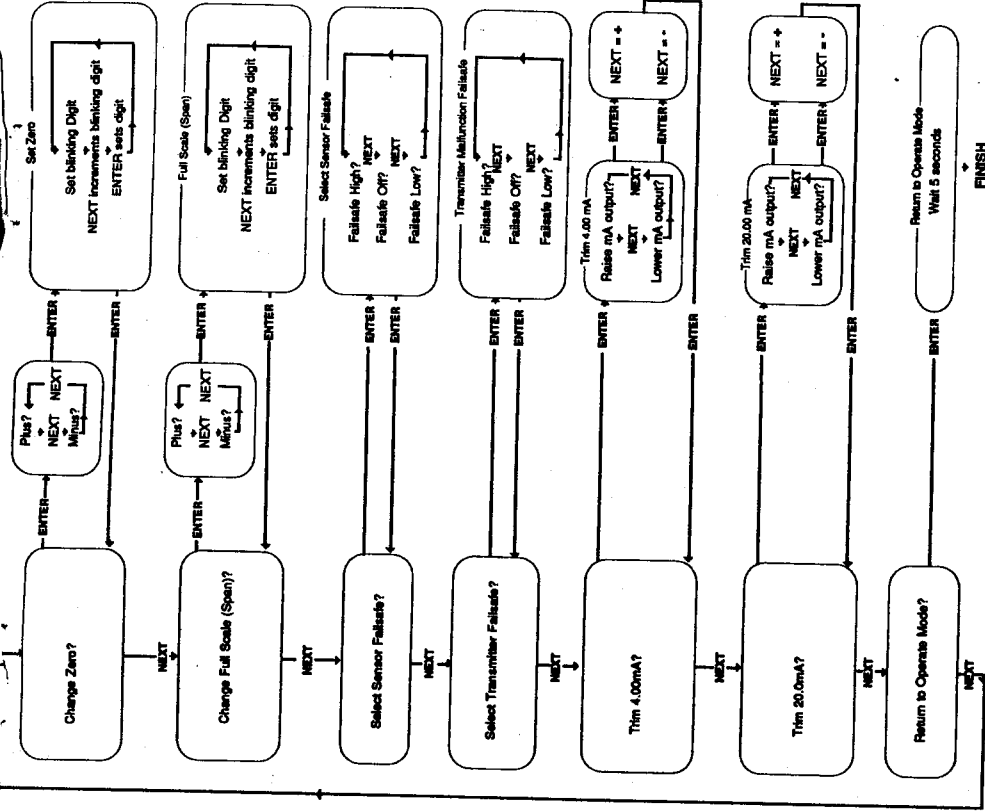 Change Zero?
ENTER
Plus?
NEXT
NEXT
Minus?
ENTER
Set Zero
Set blinking Digit
NEXT increments blinking digit
ENTER sets digit
ENTER
NEXT
Change Full Scale (Span)?
ENTER
Plus?
NEXT
NEXT
Minus?
ENTER
Full Scale (Span)
Set blinking Digit
NEXT increments blinking digit
ENTER sets digit
ENTER
NEXT
Select Sensor Failsafe?
ENTER
Select Sensor Failsafe
Failsafe High?
NEXT
Failsafe Off?
NEXT
Failsafe Low?
ENTER
NEXT
Select Transmitter Failsafe?
ENTER
Transmitter Malfunction Failsafe
Failsafe High?
NEXT
Failsafe Off?
NEXT
Failsafe Low?
ENTER
NEXT
Trim 4.00mA?
ENTER
Trim 4.00 mA
Raise mA output?
NEXT
NEXT
Lower mA output?
ENTER
ENTER
NEXT = +
NEXT = -
ENTER
NEXT
Trim 20.0mA?
ENTER
Trim 20.00 mA
Raise mA output?
NEXT
NEXT
Lower mA output?
ENTER
ENTER
NEXT = +
NEXT = -
ENTER
NEXT
Return to Operate Mode?
ENTER
Return to Operate Mode
Wait 5 seconds
FINISH
NEXT